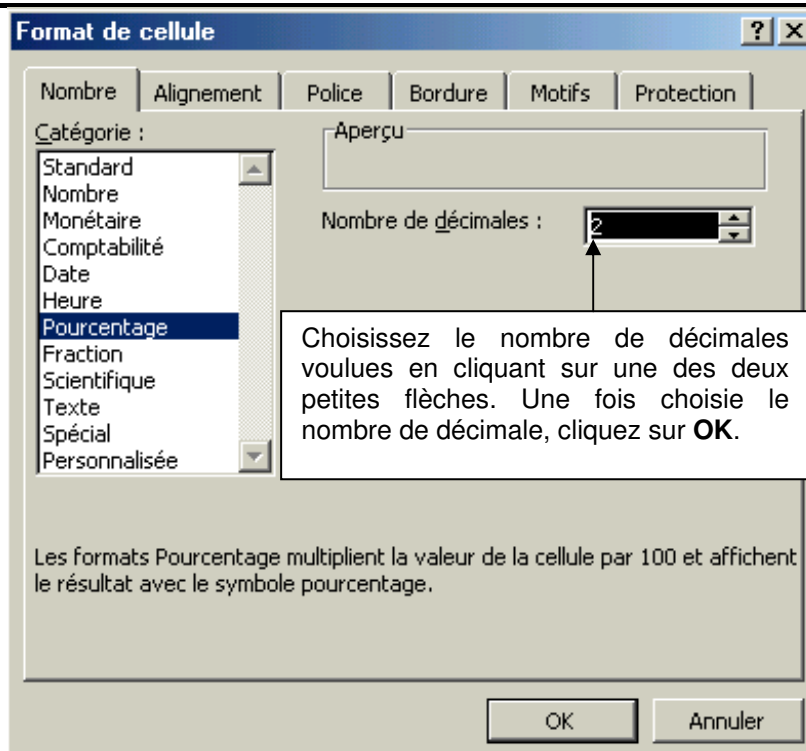 Format de cellule
Nombre Alignement Police Bordure Motifs Protection
Catégorie :
Standard
Nombre
Monétaire
Comptabilité
Date
Heure
Pourcentage
Fraction
Scientifique
Texte
Spécial
Personnalisée
Aperçu
Nombre de décimales : 2
Choisissez le nombre de décimales
voulues en cliquant sur une des deux
petites flèches. Une fois choisie le
nombre de décimale, cliquez sur OK.
Les formats Pourcentage multiplient la valeur de la cellule par 100 et affichent
le résultat avec le symbole pourcentage.
OK Annuler